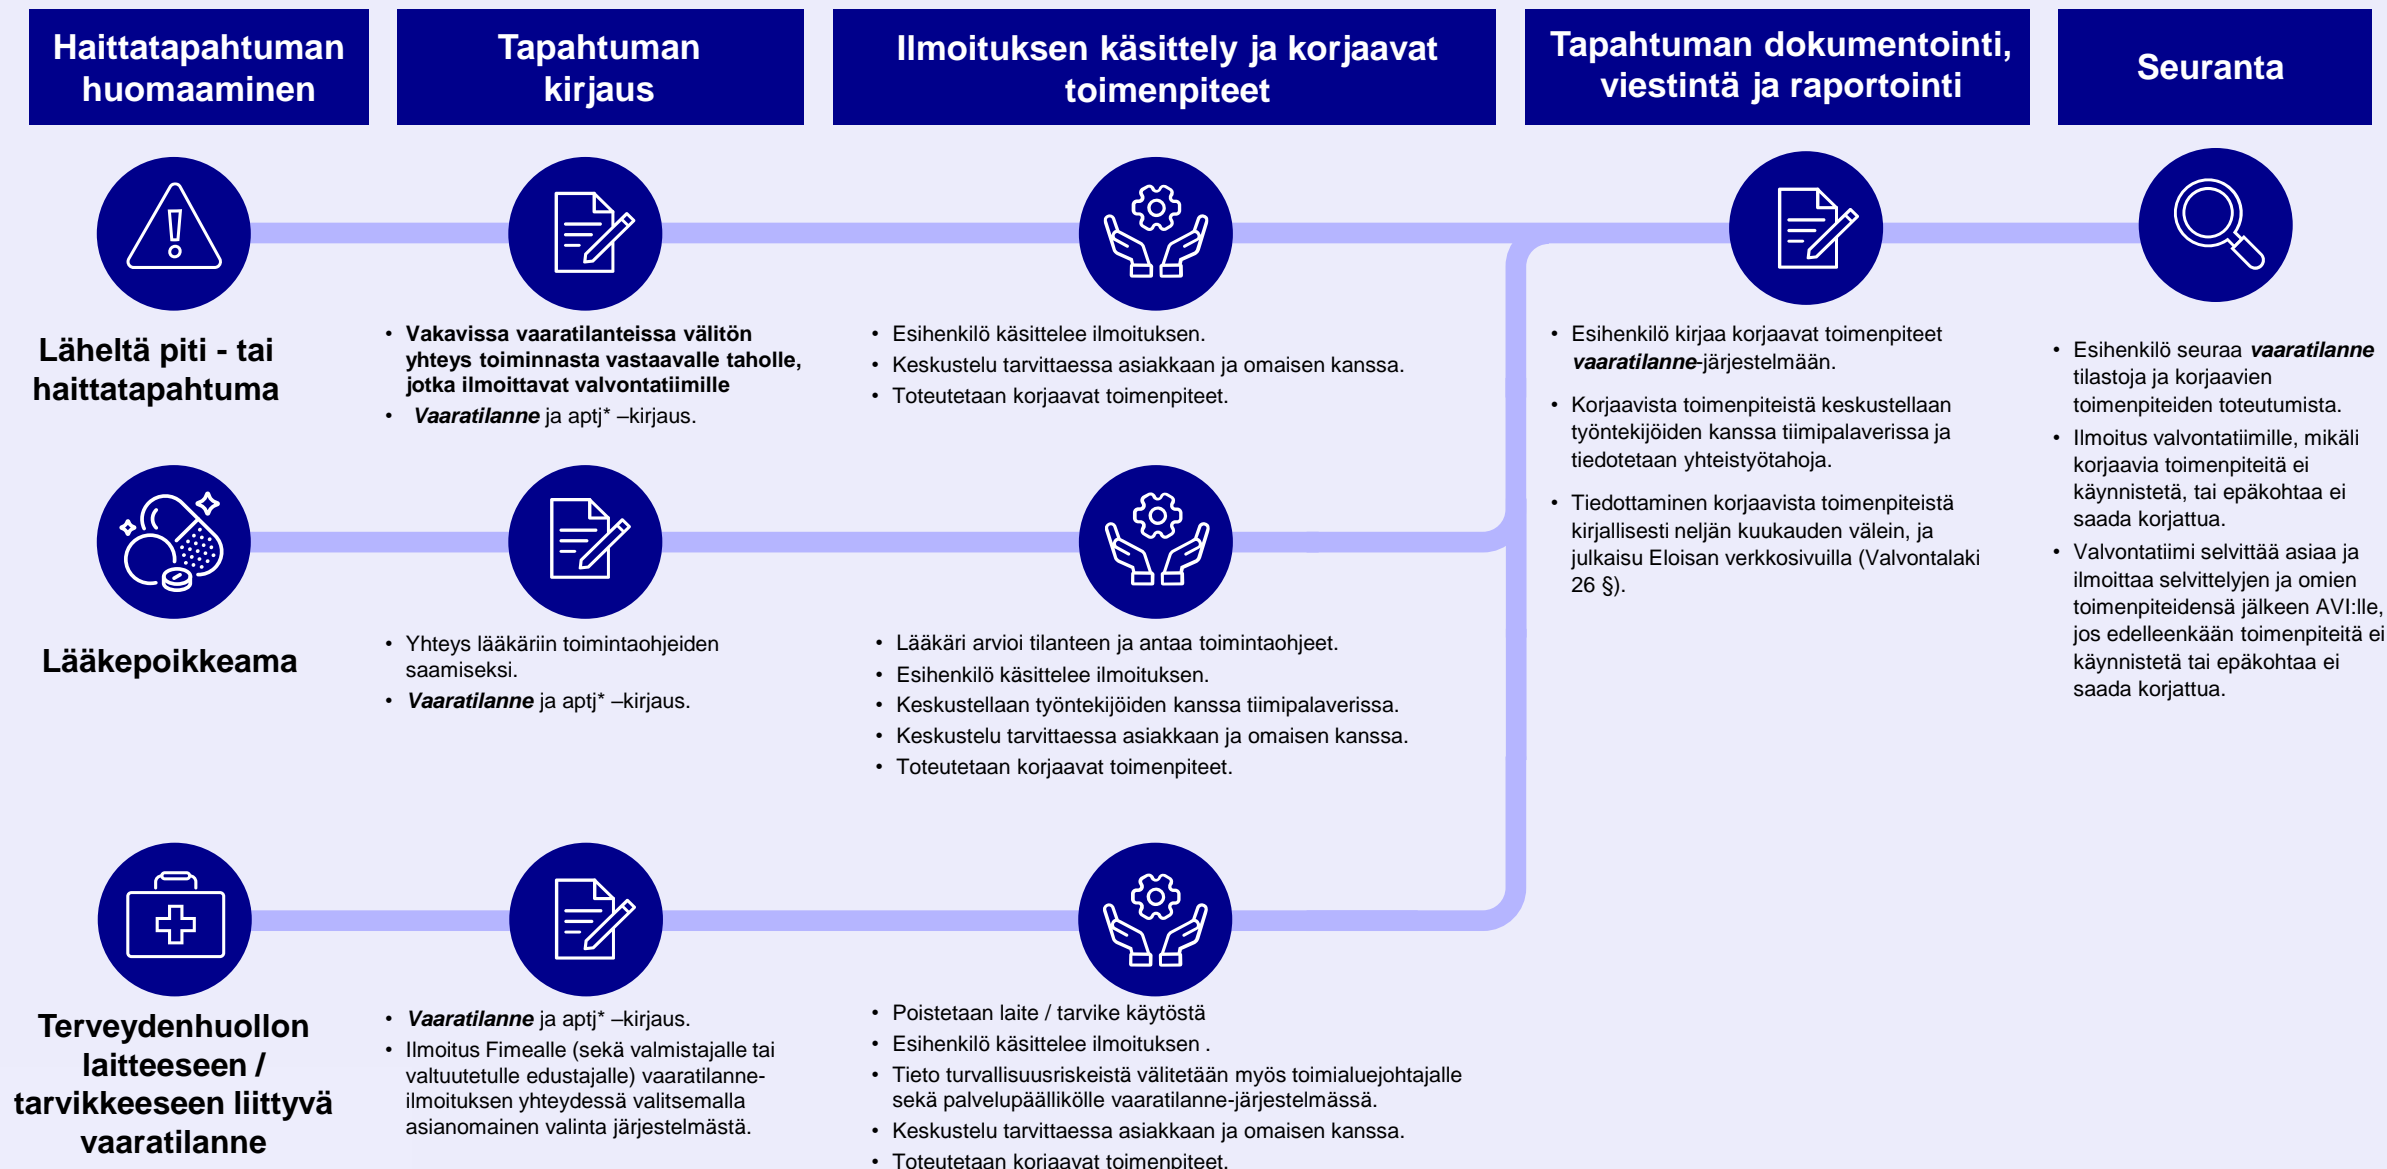 Haittatapahtuman
huomaaminen
Tapahtuman
kirjaus
Ilmoituksen käsittely ja korjaavat
toimenpiteet
Tapahtuman dokumentointi,
viestintä ja raportointi
Seuranta
Läheltä piti - tai
haittatapahtuma
• Vakavissa vaaratilanteissa välitön
yhteys toiminnasta vastaavalle taholle,
jotka ilmoittavat valvontatiimille
• Vaaratilanne ja aptj* –kirjaus.
• Esihenkilö käsittelee ilmoituksen.
• Keskustelu tarvittaessa asiakkaan ja omaisen kanssa.
• Toteutetaan korjaavat toimenpiteet.
• Esihenkilö kirjaa korjaavat toimenpiteet
vaaratilanne-järjestelmään.
• Korjaavista toimenpiteistä keskustellaan
työntekijöiden kanssa tiimipalaverissa ja
tiedotetaan yhteistyötahoja.
• Tiedottaminen korjaavista toimenpiteistä
kirjallisesti neljän kuukauden välein, ja
julkaisu Eloisan verkkosivuilla (Valvontalaki
26 §).
• Esihenkilö seuraa vaaratilanne
tilastoja ja korjaavien
toimenpiteiden toteutumista.
• Ilmoitus valvontatiimille, mikäli
korjaavia toimenpiteitä ei
käynnistetä, tai epäkohtaa ei
saada korjattua.
• Valvontatiimi selvittää asiaa ja
ilmoittaa selvittelyjen ja omien
toimenpiteidensä jälkeen AVI:lle,
jos edelleenkään toimenpiteitä ei
käynnistetä tai epäkohtaa ei
saada korjattua.
Lääkepoikkeama
• Yhteys lääkäriin toimintaohjeiden
saamiseksi.
• Vaaratilanne ja aptj* –kirjaus.
• Lääkäri arvioi tilanteen ja antaa toimintaohjeet.
• Esihenkilö käsittelee ilmoituksen.
• Keskustellaan työntekijöiden kanssa tiimipalaverissa.
• Keskustelu tarvittaessa asiakkaan ja omaisen kanssa.
• Toteutetaan korjaavat toimenpiteet.
Terveydenhuollon
laitteeseen /
tarvikkeeseen liittyvä
vaaratilanne
• Vaaratilanne ja aptj* –kirjaus.
• Ilmoitus Fimealle (sekä valmistajalle tai
valtuutetulle edustajalle) vaaratilanne-
ilmoituksen yhteydessä valitsemalla
asianomainen valinta järjestelmästä.
• Poistetaan laite / tarvike käytöstä
• Esihenkilö käsittelee ilmoituksen .
• Tieto turvallisuusriskeistä välitetään myös toimialuejohtajalle
sekä palvelupäällikölle vaaratilanne-järjestelmässä.
• Keskustelu tarvittaessa asiakkaan ja omaisen kanssa.
• Toteutetaan korjaavat toimenpiteet.